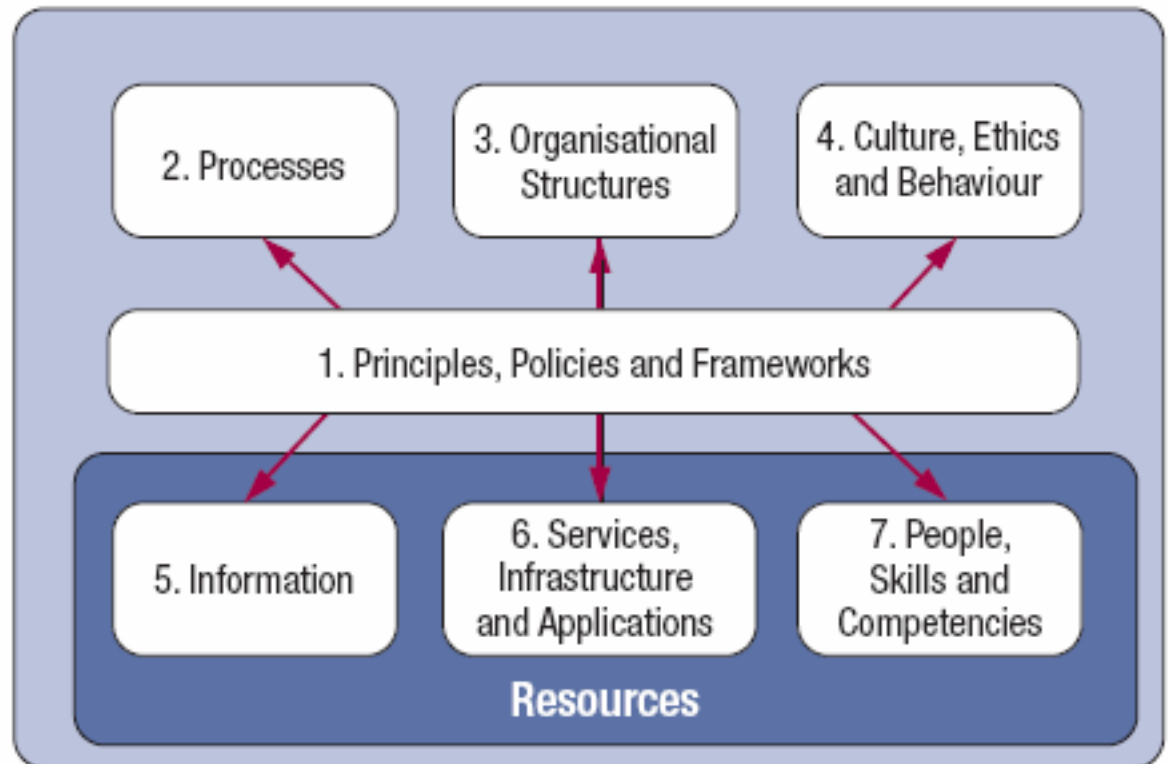 2. Processes
3. Organisational
Structures
4. Culture, Ethics
and Behaviour
1. Principles, Policies and Frameworks
5. Information
6. Services,
Infrastructure
and Applications
7. People,
Skills and
Competencies
Resources